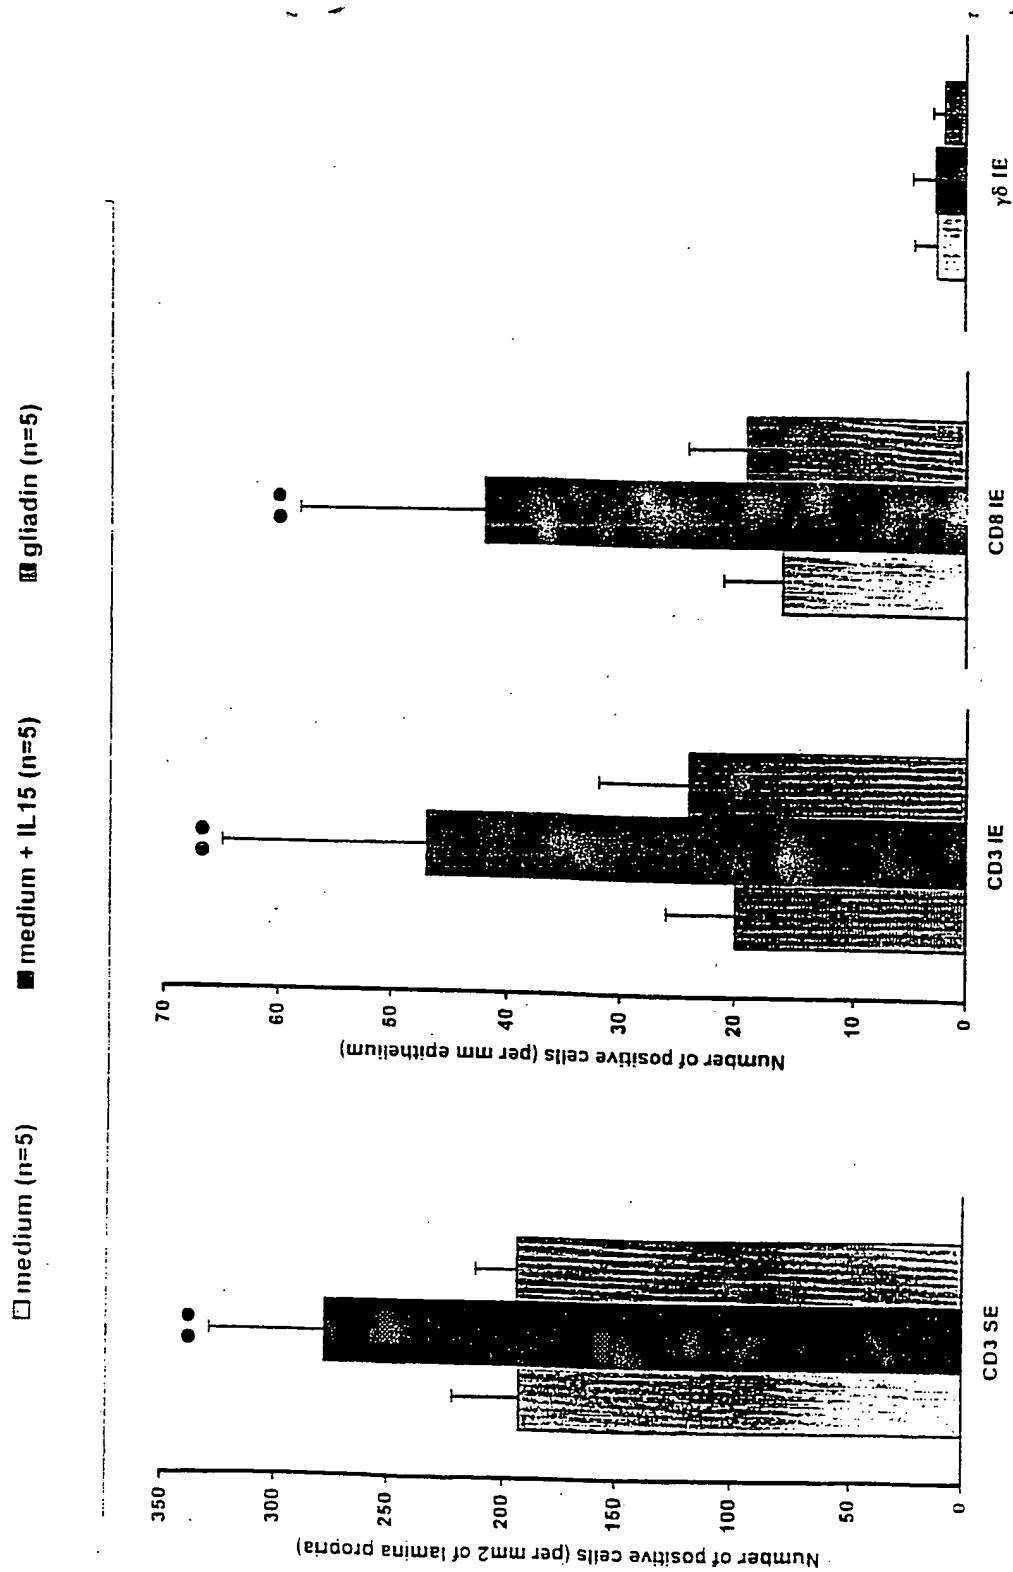 medium (n=5)
medium + IL15 (n=5)
gliadin (n=5)
Number of positive cells (per mm2 of lamina propria)
350
300
250
200
150
100
50
0
CD3 SE
Number of positive cells (per mm epithelium)
70
60
50
40
30
20
10
0
CD3 IE
CD8 IE
γδ IE